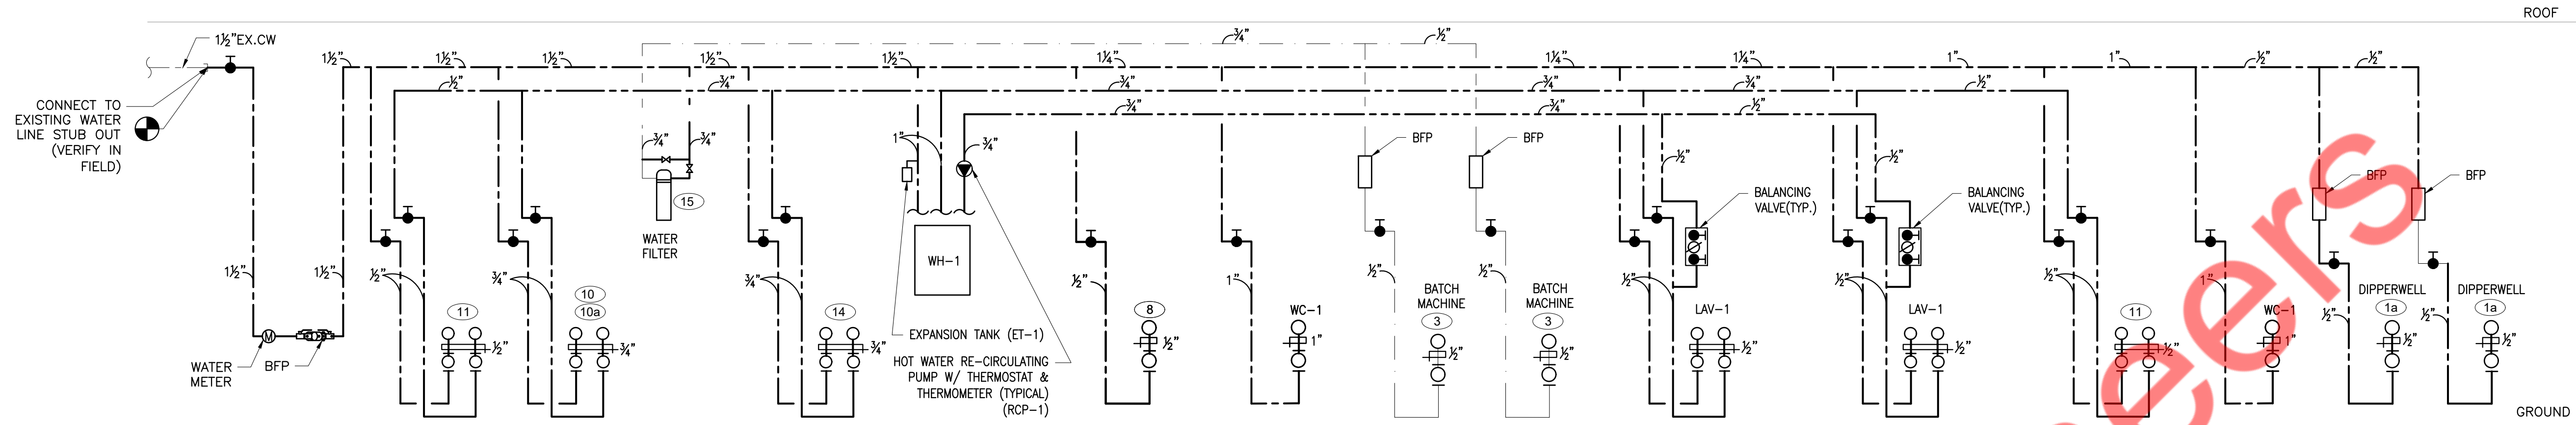 ROOF
1½"EX.CW
¾"
½"
1½"
1½"
1½"
1½"
1½"
1¼"
1¼"
1¼"
1"
1"
½"
½"
½"
¾"
¾"
¾"
¾"
½"
¾"
¾"
½"
CONNECT TO
EXISTING WATER
LINE STUB OUT
(VERIFY IN
FIELD)
¾"
¾"
1"
¾"
BFP
BFP
½"
½"
BFP
BFP
15
WATER
FILTER
BALANCING
VALVE(TYP.)
BALANCING
VALVE(TYP.)
WH-1
1½"
1½"
½"
¾"
¾"
½"
1"
½"
½"
½"
½"
½"
1"
½"
½"
11
10
10a
14
8
WC-1
BATCH
MACHINE
3
BATCH
MACHINE
3
LAV-1
LAV-1
11
WC-1
DIPPERWELL
1a
DIPPERWELL
1a
EXPANSION TANK (ET-1)
½"
¾"
¾"
½"
1"
½"
½"
½"
½"
½"
1"
½"
½"
M
WATER
METER
BFP
HOT WATER RE-CIRCULATING
PUMP W/ THERMOSTAT &
THERMOMETER (TYPICAL)
(RCP-1)
GROUND
eers